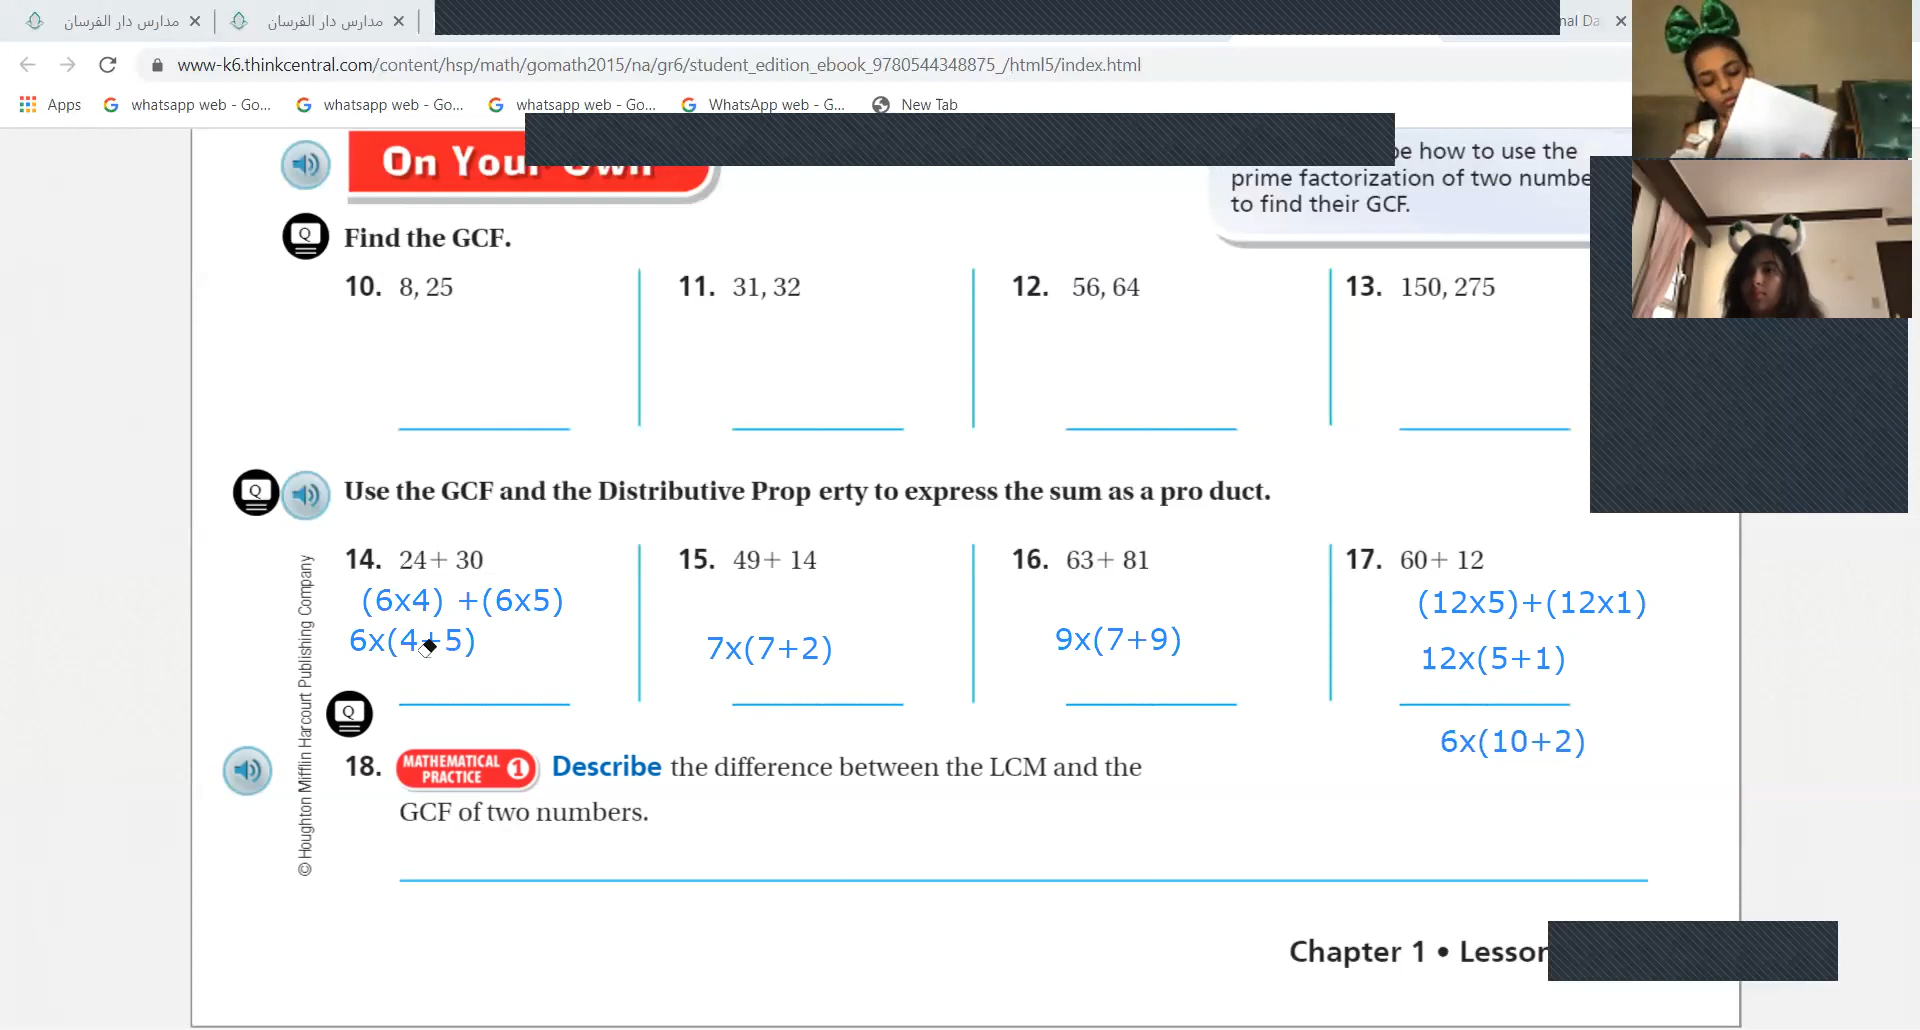 مدارس دار الفرسان
مدارس دار الفرسان
nal Da
www-k6.thinkcentral.com/content/hsp/math/gomath2015/na/gr6/student_edition_ebook_9780544348875_/html5/index.html
Apps whatsapp web - Go... whatsapp web - Go... whatsapp web - Go... WhatsApp web - G... New Tab
On Your Own
be how to use the
prime factorization of two numbe
to find their GCF.
Q Find the GCF.
10. 8, 25
11. 31, 32
12. 56, 64
13. 150, 275
Q Use the GCF and the Distributive Prop erty to express the sum as a pro duct.
14. 24+ 30
(6x4) +(6x5)
6x(4+5)
15. 49+ 14
7x(7+2)
16. 63+ 81
9x(7+9)
17. 60+ 12
(12x5)+(12x1)
12x(5+1)
6x(10+2)
Q
18. MATHEMATICAL PRACTICE 1 Describe the difference between the LCM and the
GCF of two numbers.
© Houghton Mifflin Harcourt Publishing Company
Chapter 1 • Lesson